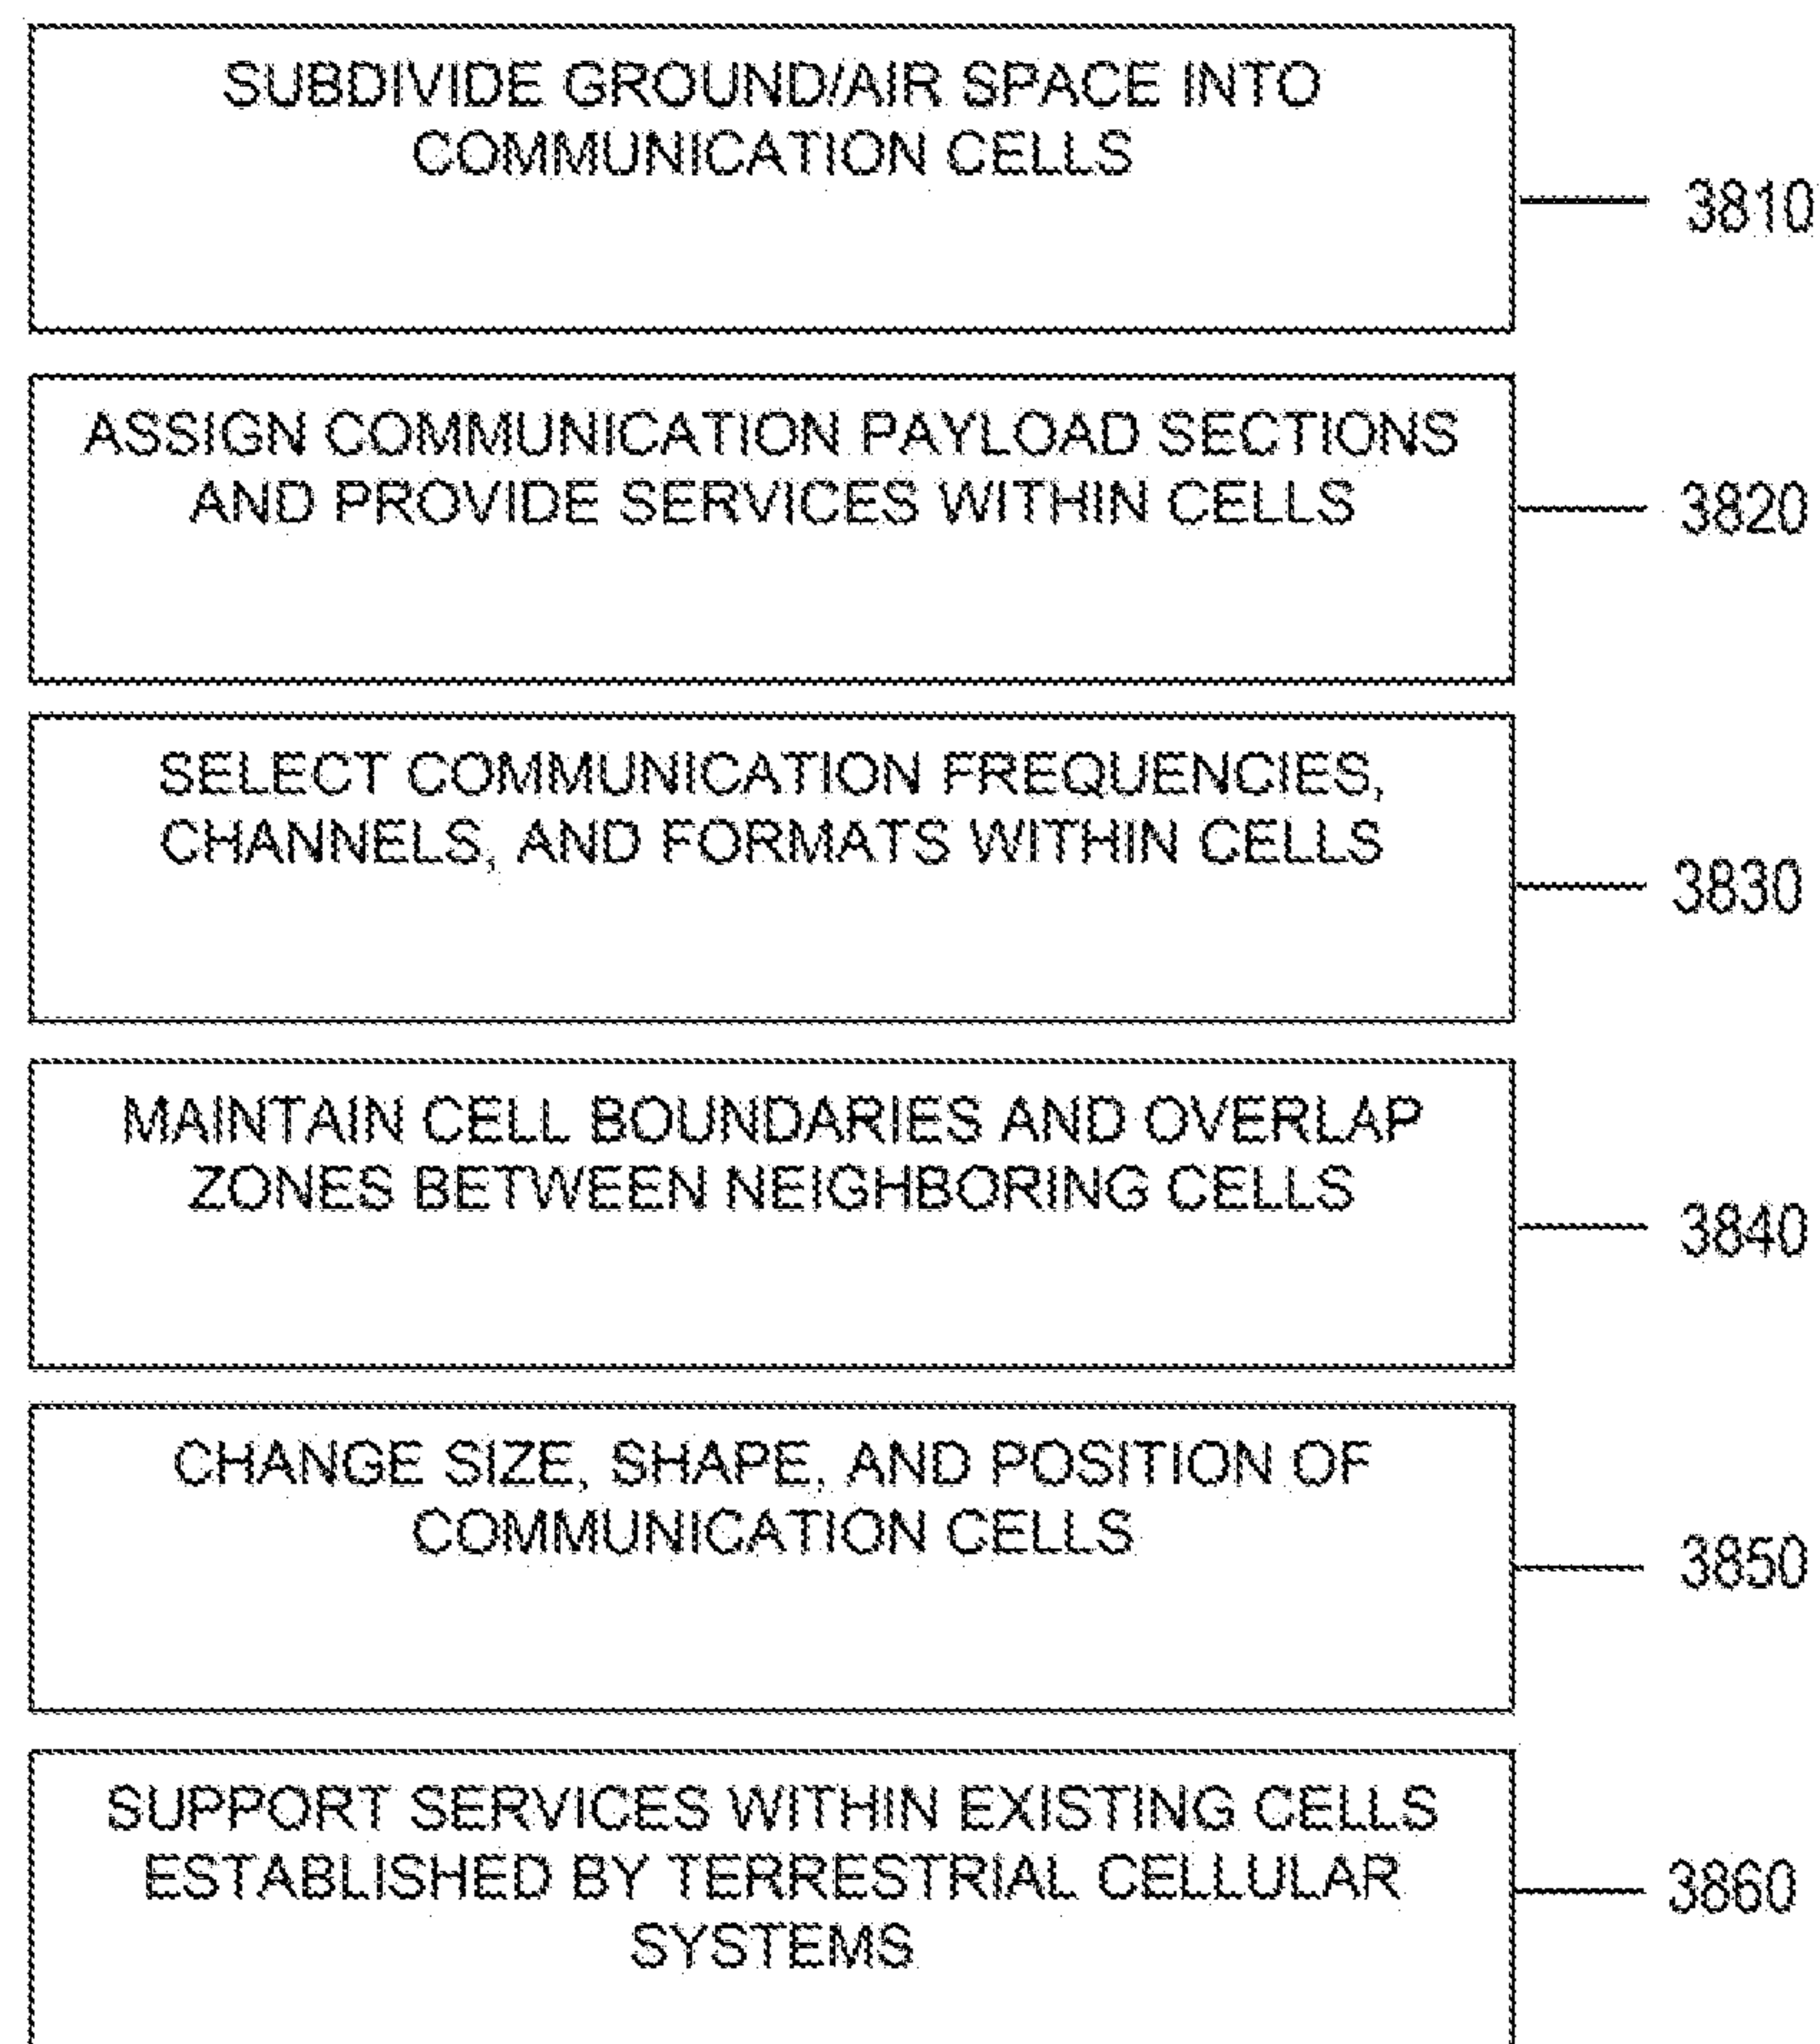 SUBDIVIDE GROUND/AIR SPACE INTO
COMMUNICATION CELLS
3810
ASSIGN COMMUNICATION PAYLOAD SECTIONS
AND PROVIDE SERVICES WITHIN CELLS
3820
SELECT COMMUNICATION FREQUENCIES,
CHANNELS, AND FORMATS WITHIN CELLS
3830
MAINTAIN CELL BOUNDARIES AND OVERLAP
ZONES BETWEEN NEIGHBORING CELLS
3840
CHANGE SIZE, SHAPE, AND POSITION OF
COMMUNICATION CELLS
3850
SUPPORT SERVICES WITHIN EXISTING CELLS
ESTABLISHED BY TERRESTRIAL CELLULAR
SYSTEMS
3860